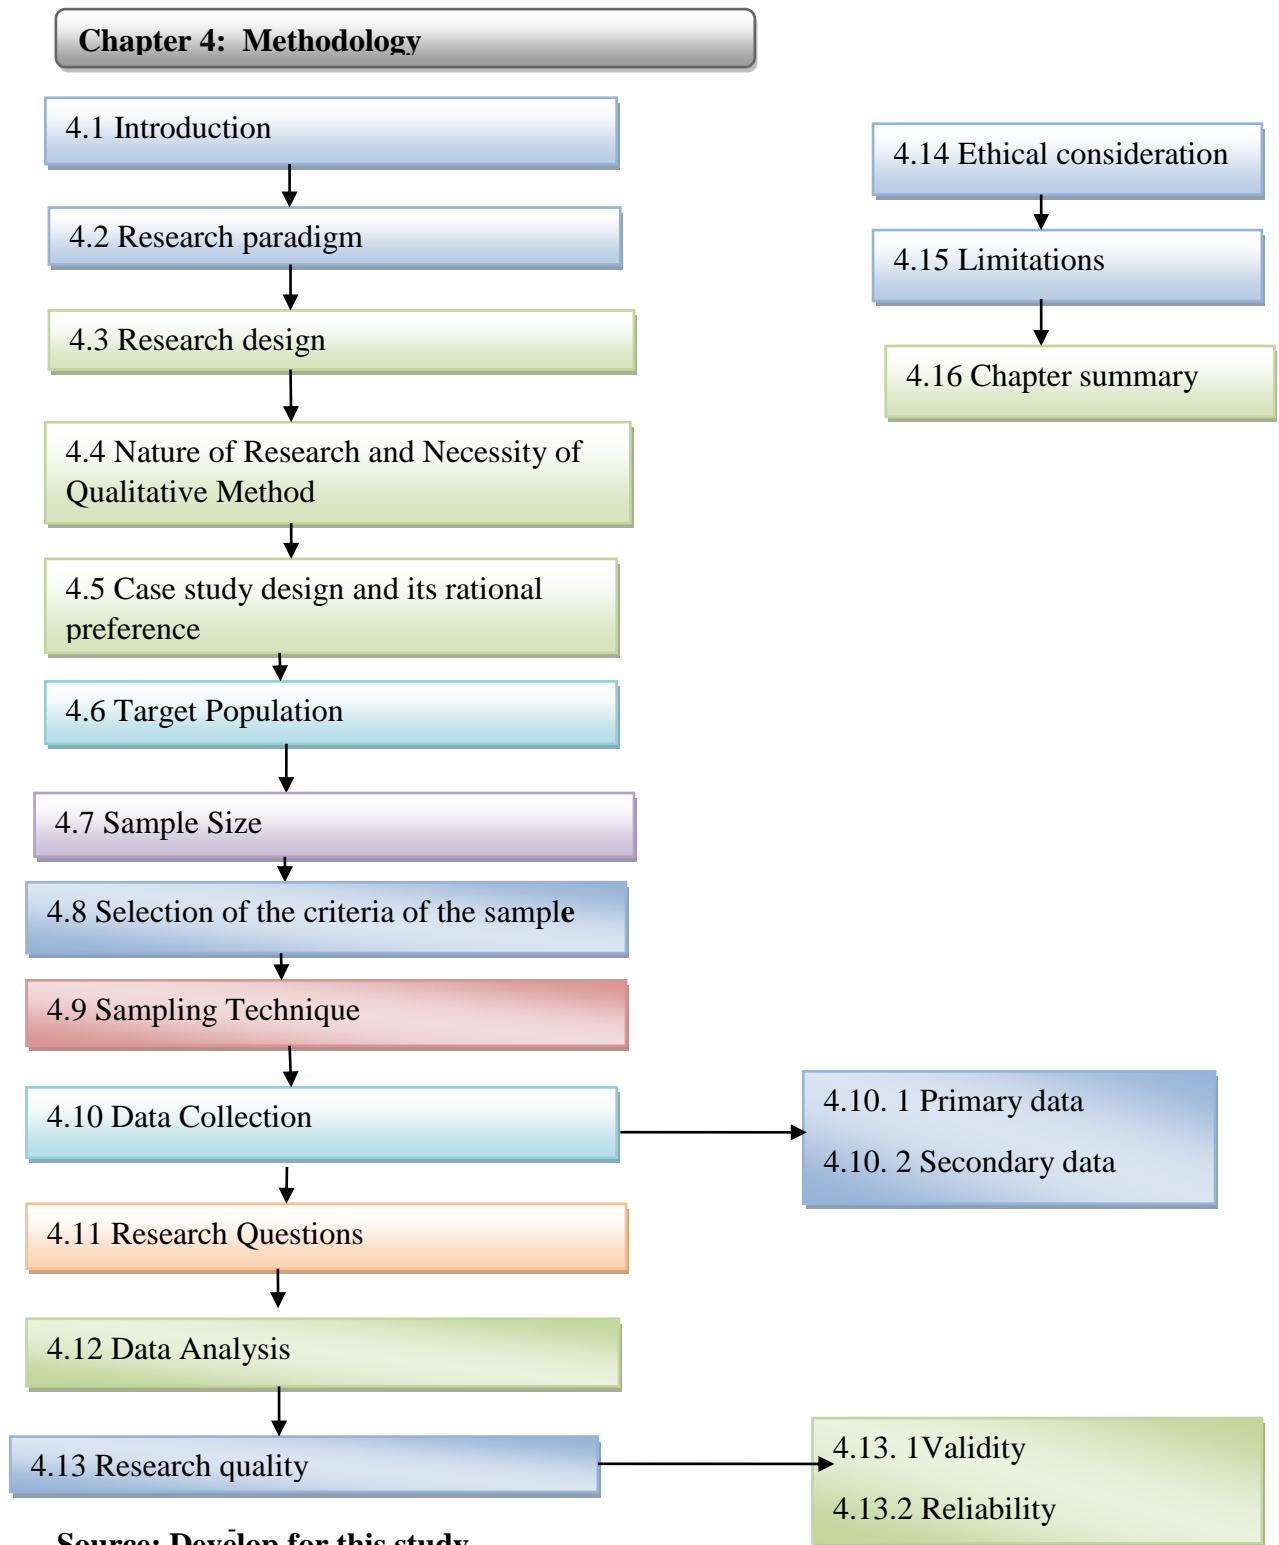 Chapter 4: Methodology
4.1 Introduction
4.2 Research paradigm
4.3 Research design
4.4 Nature of Research and Necessity of
Qualitative Method
4.5 Case study design and its rational
preference
4.6 Target Population
4.7 Sample Size
4.8 Selection of the criteria of the sample
4.9 Sampling Technique
4.10 Data Collection
4.10. 1 Primary data
4.10. 2 Secondary data
4.11 Research Questions
4.12 Data Analysis
4.13 Research quality
4.13. 1Validity
4.13.2 Reliability
4.14 Ethical consideration
4.15 Limitations
4.16 Chapter summary
Source: Develop for this study